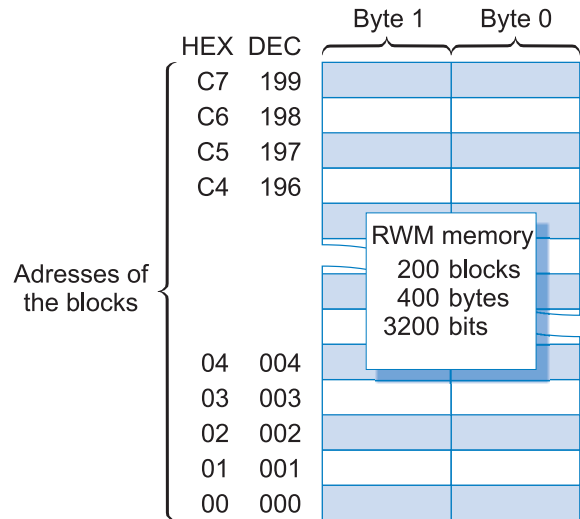 Byte 1 Byte 0
HEX DEC
C7 199
C6 198
C5 197
C4 196
RWM memory
200 blocks
400 bytes
3200 bits
Adresses of
the blocks
04 004
03 003
02 002
01 001
00 000